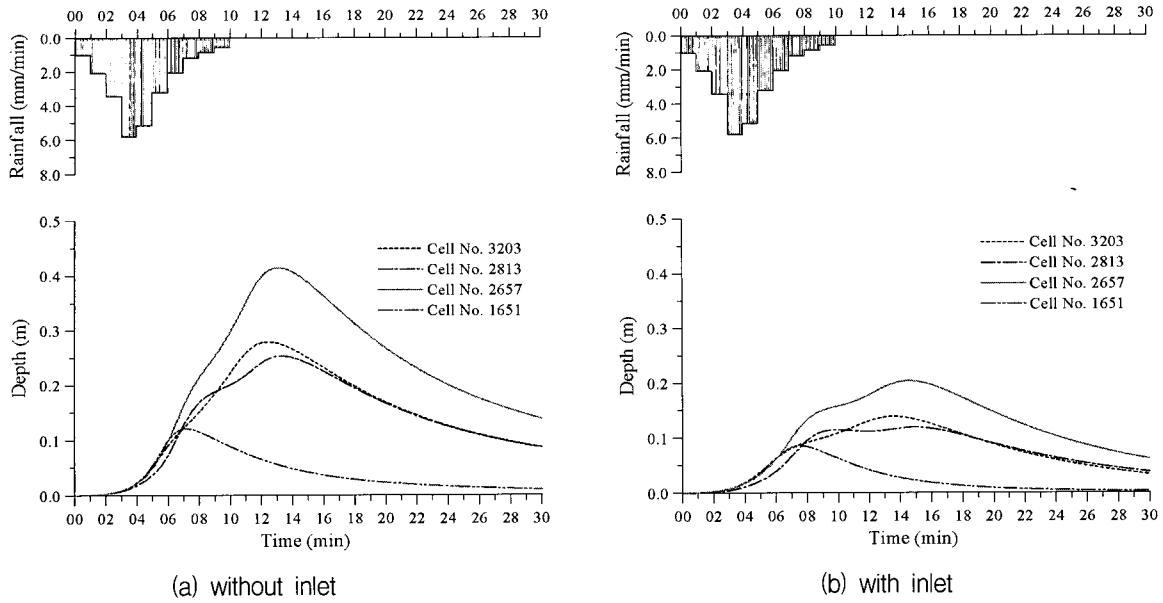 00 02 04 06 08 10 12 14 16 18 20 22 24 26 28 30
0.0
2.0
4.0
6.0
8.0
Rainfall (mm/min)
0.5
0.4
0.3
0.2
0.1
0.0
Depth (m)
Cell No. 3203
Cell No. 2813
Cell No. 2657
Cell No. 1651
00 02 04 06 08 10 12 14 16 18 20 22 24 26 28 30
Time (min)
(a) without inlet
00 02 04 06 08 10 12 14 16 18 20 22 24 26 28 30
0.0
2.0
4.0
6.0
8.0
Rainfall (mm/min)
0.5
0.4
0.3
0.2
0.1
0.0
Depth (m)
Cell No. 3203
Cell No. 2813
Cell No. 2657
Cell No. 1651
00 02 04 06 08 10 12 14 16 18 20 22 24 26 28 30
Time (min)
(b) with inlet